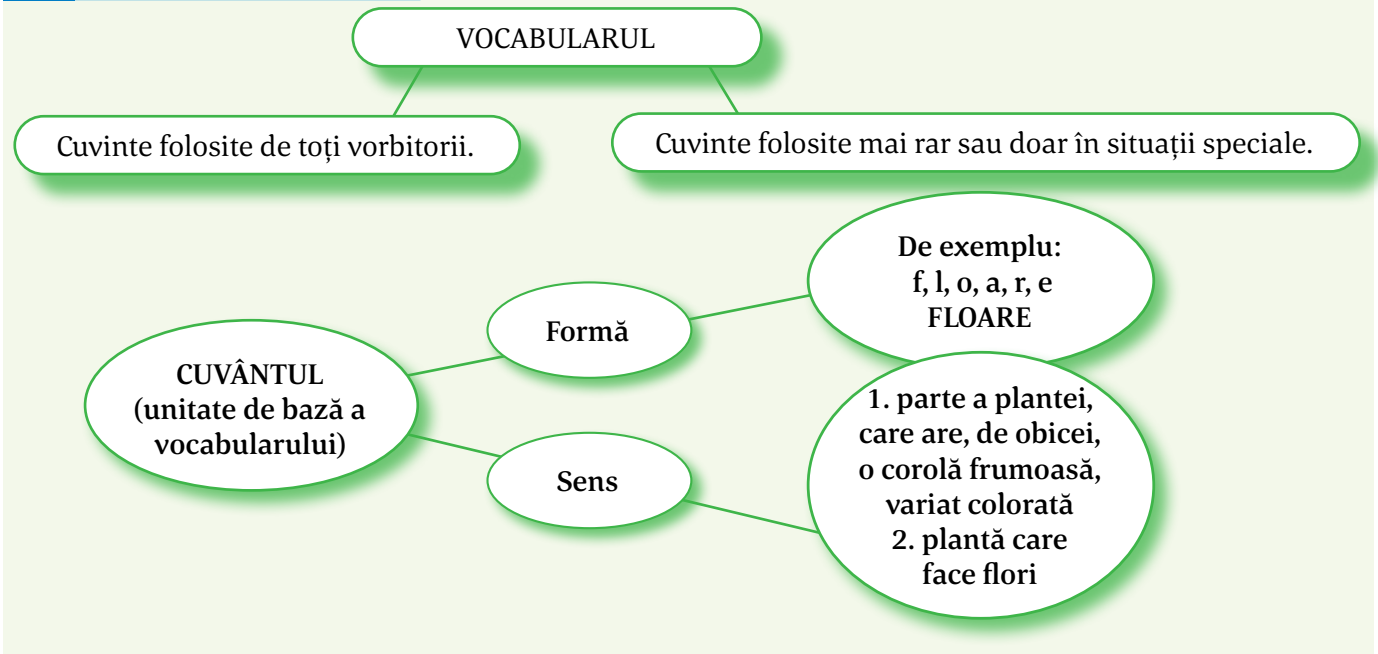 VOCABULARUL
Cuvinte folosite de toți vorbitorii.
Cuvinte folosite mai rar sau doar în situații speciale.
De exemplu:
f, l, o, a, r, e
FLOARE
Formă
CUVÂNTUL
(unitate de bază a
vocabularului)
Sens
1. parte a plantei,
care are, de obicei,
o corolă frumoasă,
variat colorată
2. plantă care
face flori